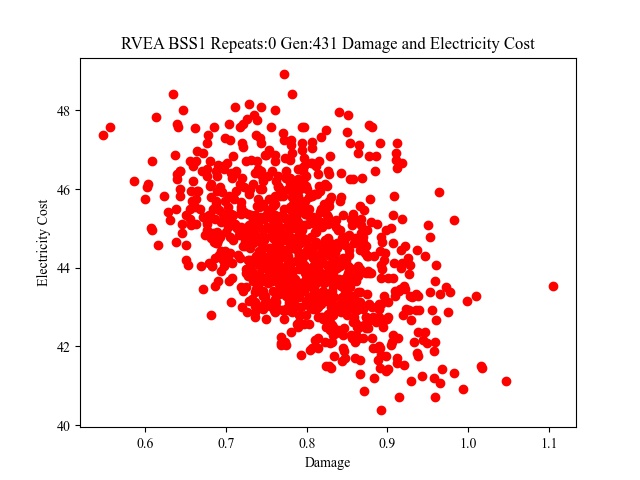 RVEA BSS1 Repeats:0 Gen:431 Damage and Electricity Cost
48
46
44
42
40
Electricity Cost
0.6 0.7 0.8 0.9 1.0 1.1
Damage